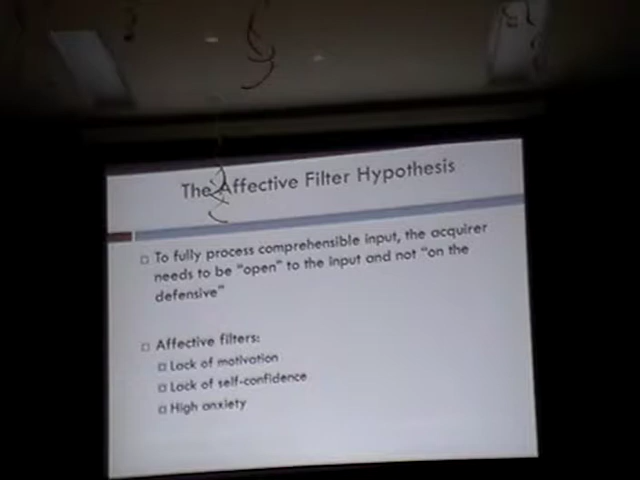 The Affective Filter Hypothesis
To fully process comprehensible input, the acquirer
needs to be "open" to the input and not "on the
defensive"
Affective filters:
Lack of motivation
Lack of self-confidence
High anxiety